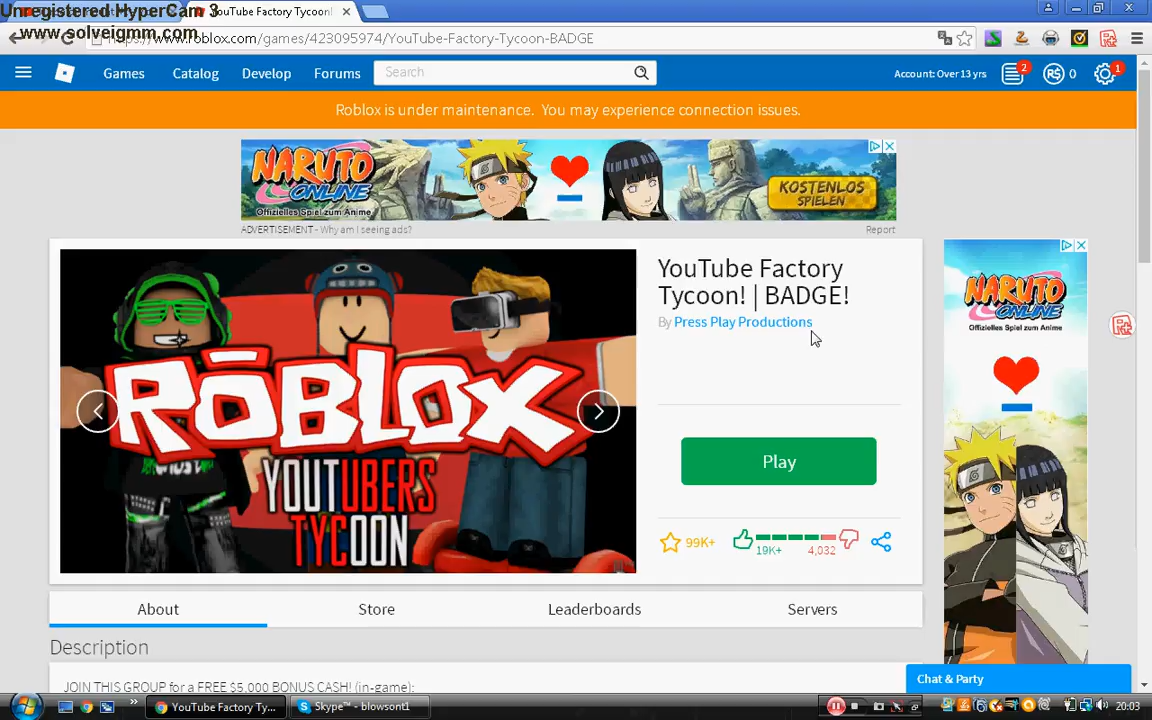 Unregistered HyperCam 3
www.solveigmm.com
YouTube Factory Tycoon!
https://www.roblox.com/games/423095974/YouTube-Factory-Tycoon-BADGE
Games
Catalog
Develop
Forums
Search
Account: Over 13 yrs
2
R$ 0
1
Roblox is under maintenance. You may experience connection issues.
NARUTO
ONLINE
Offizielles Spiel zum Anime
KOSTENLOS
SPIELEN
ADVERTISEMENT - Why am I seeing ads?
Report
ROBLOX
YOUTUBERS
TYCOON
YouTube Factory
Tycoon! | BADGE!
By Press Play Productions
Play
99K+
19K+
4,032
NARUTO
ONLINE
Offizielles Spiel zum Anime
About
Store
Leaderboards
Servers
Description
JOIN THIS GROUP for a FREE $5,000 BONUS CASH! (in-game):
Chat & Party
YouTube Factory Ty...
Skype™ - blowsont1
20:03